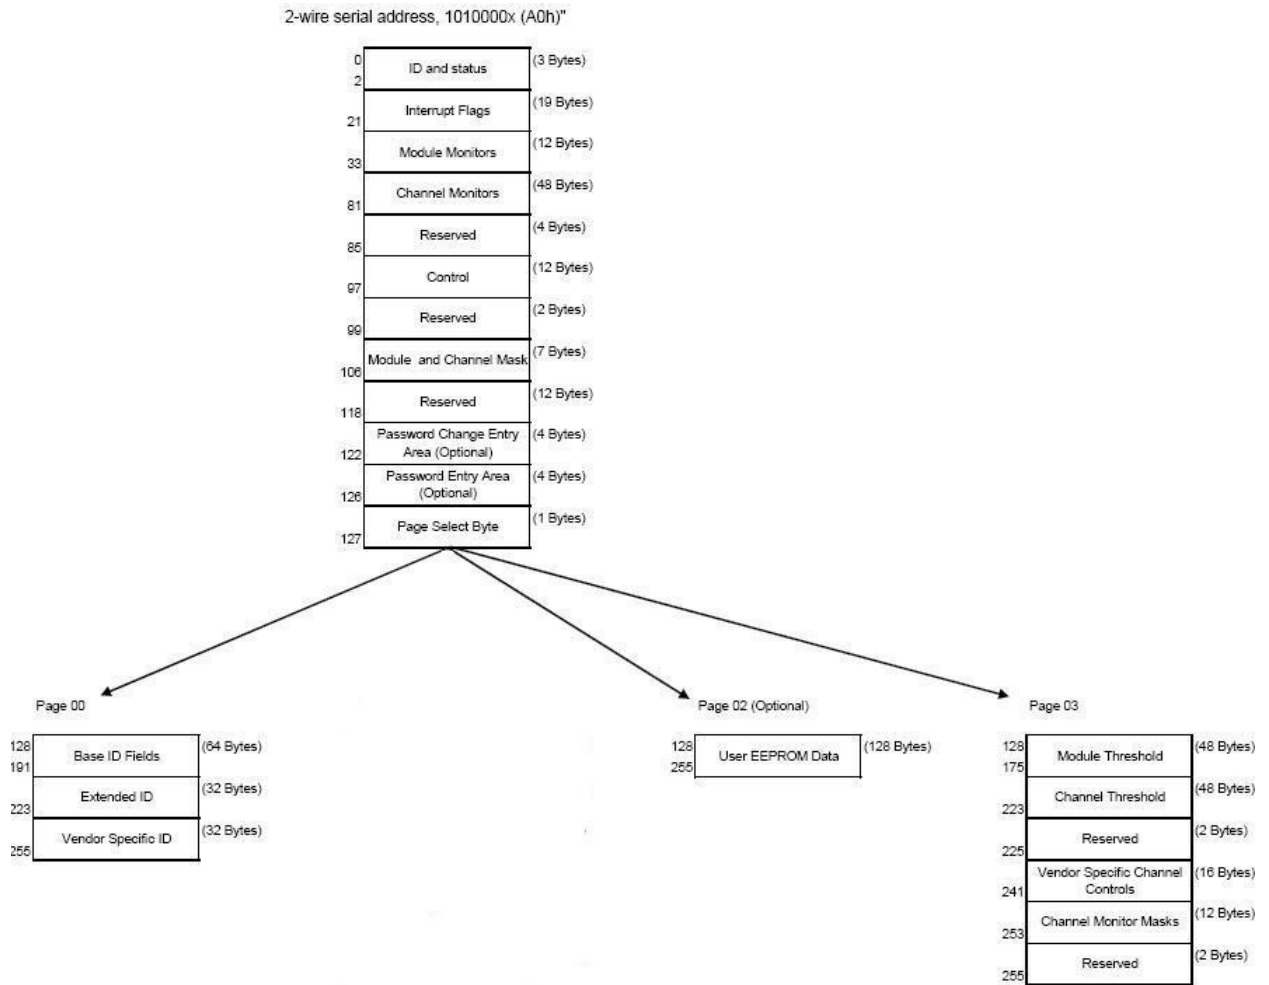 2-wire serial address, 1010000x (A0h)"
0
2
ID and status
(3 Bytes)
21
Interrupt Flags
(19 Bytes)
33
Module Monitors
(12 Bytes)
81
Channel Monitors
(48 Bytes)
85
Reserved
(4 Bytes)
97
Control
(12 Bytes)
99
Reserved
(2 Bytes)
106
Module and Channel Mask
(7 Bytes)
118
Reserved
(12 Bytes)
122
Password Change Entry
Area (Optional)
(4 Bytes)
126
Password Entry Area
(Optional)
(4 Bytes)
127
Page Select Byte
(1 Bytes)
Page 00
128
191
Base ID Fields
(64 Bytes)
223
Extended ID
(32 Bytes)
255
Vendor Specific ID
(32 Bytes)
Page 02 (Optional)
128
255
User EEPROM Data
(128 Bytes)
Page 03
128
175
Module Threshold
(48 Bytes)
223
Channel Threshold
(48 Bytes)
225
Reserved
(2 Bytes)
241
Vendor Specific Channel
Controls
(16 Bytes)
253
Channel Monitor Masks
(12 Bytes)
255
Reserved
(2 Bytes)